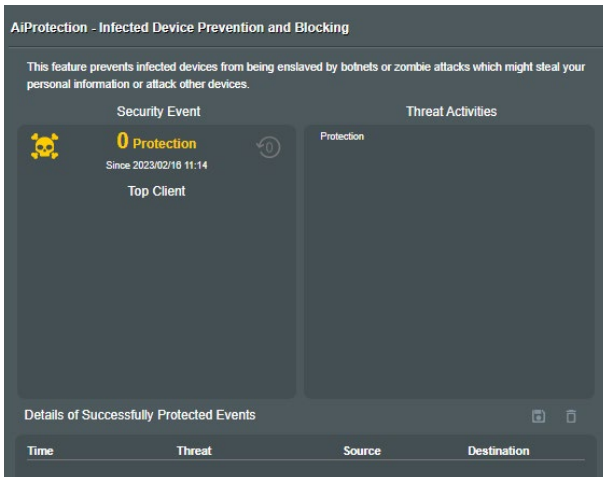 AiProtection - Infected Device Prevention and Blocking
This feature prevents infected devices from being enslaved by botnets or zombie attacks which might steal your
personal information or attack other devices.
Security Event
Threat Activities
0 Protection
0
Since 2023/02/16 11:14
Top Client
Protection
Details of Successfully Protected Events
Time Threat Source Destination